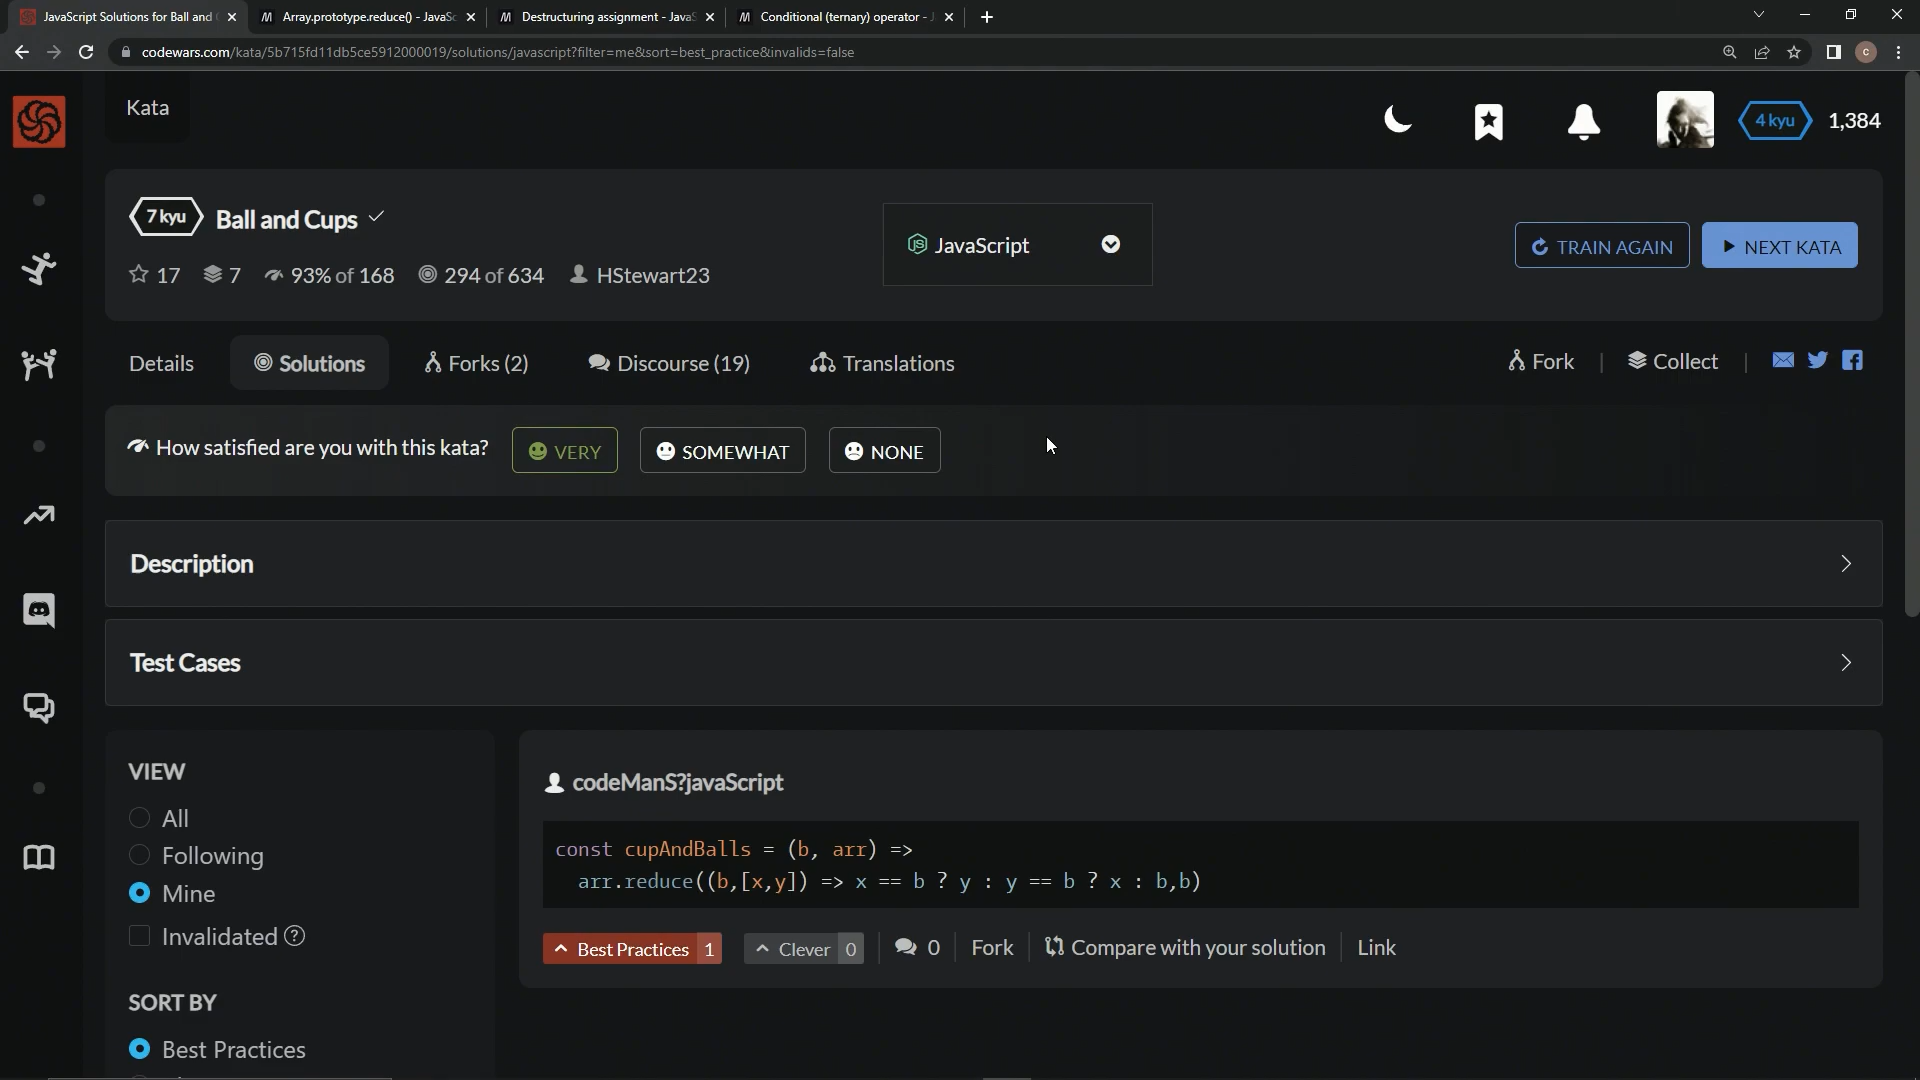 JavaScript Solutions for Ball and
Array.prototype.reduce() - JavaSc
Destructuring assignment - JavaS
Conditional (ternary) operator - J
codewars.com/kata/5b715fd11db5ce5912000019/solutions/javascript?filter=me&sort=best_practice&invalids=false
c
Kata
4 kyu 1,384
7 kyu Ball and Cups
JavaScript
TRAIN AGAIN
NEXT KATA
17 7 93% of 168 294 of 634 HStewart23
Details Solutions Forks (2) Discourse (19) Translations
Fork | Collect |
How satisfied are you with this kata? VERY SOMEWHAT NONE
Description
Test Cases
VIEW
All
Following
Mine
Invalidated ?
SORT BY
Best Practices
codeManS?javaScript
const cupAndBalls = (b, arr) =>
arr.reduce((b,[x,y]) => x == b ? y : y == b ? x : b,b)
Best Practices 1 Clever 0 0 Fork Compare with your solution Link